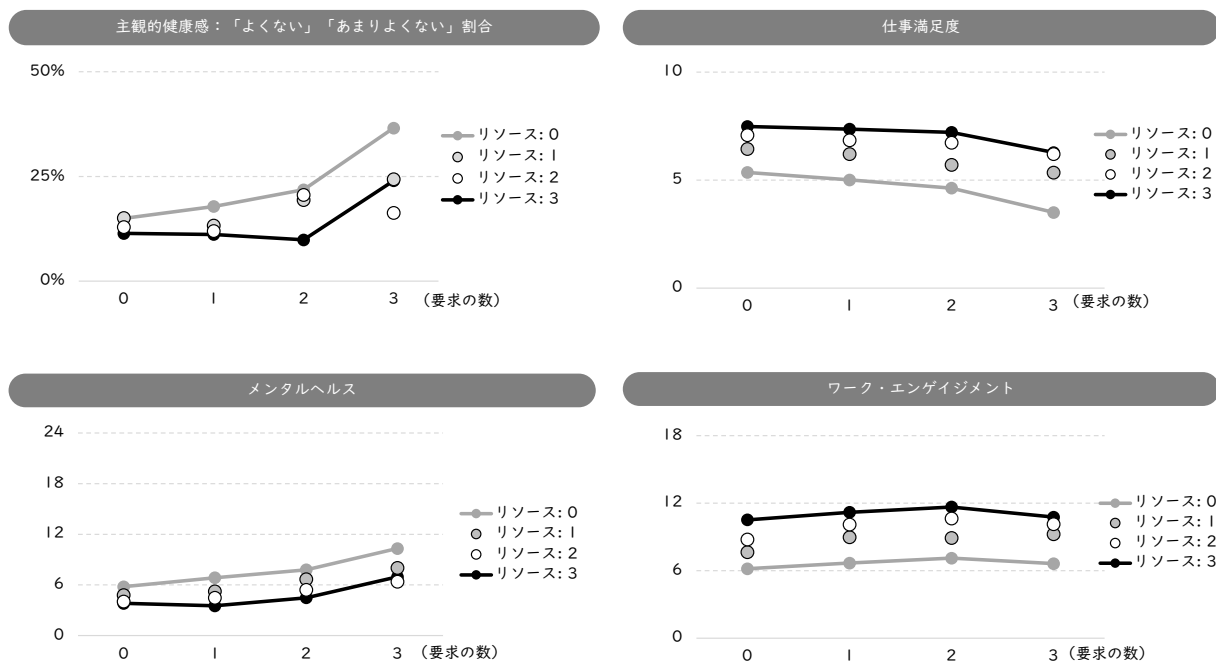 主観的健康感：「よくない」「あまりよくない」割合
50%
25%
0%
0 1 2 3 （要求の数）
リソース: 0
リソース: 1
リソース: 2
リソース: 3
仕事満足度
10
5
0
0 1 2 3 （要求の数）
リソース: 0
リソース: 1
リソース: 2
リソース: 3
メンタルヘルス
24
18
12
6
0
0 1 2 3 （要求の数）
リソース: 0
リソース: 1
リソース: 2
リソース: 3
ワーク・エンゲイジメント
18
12
6
0
0 1 2 3 （要求の数）
リソース: 0
リソース: 1
リソース: 2
リソース: 3